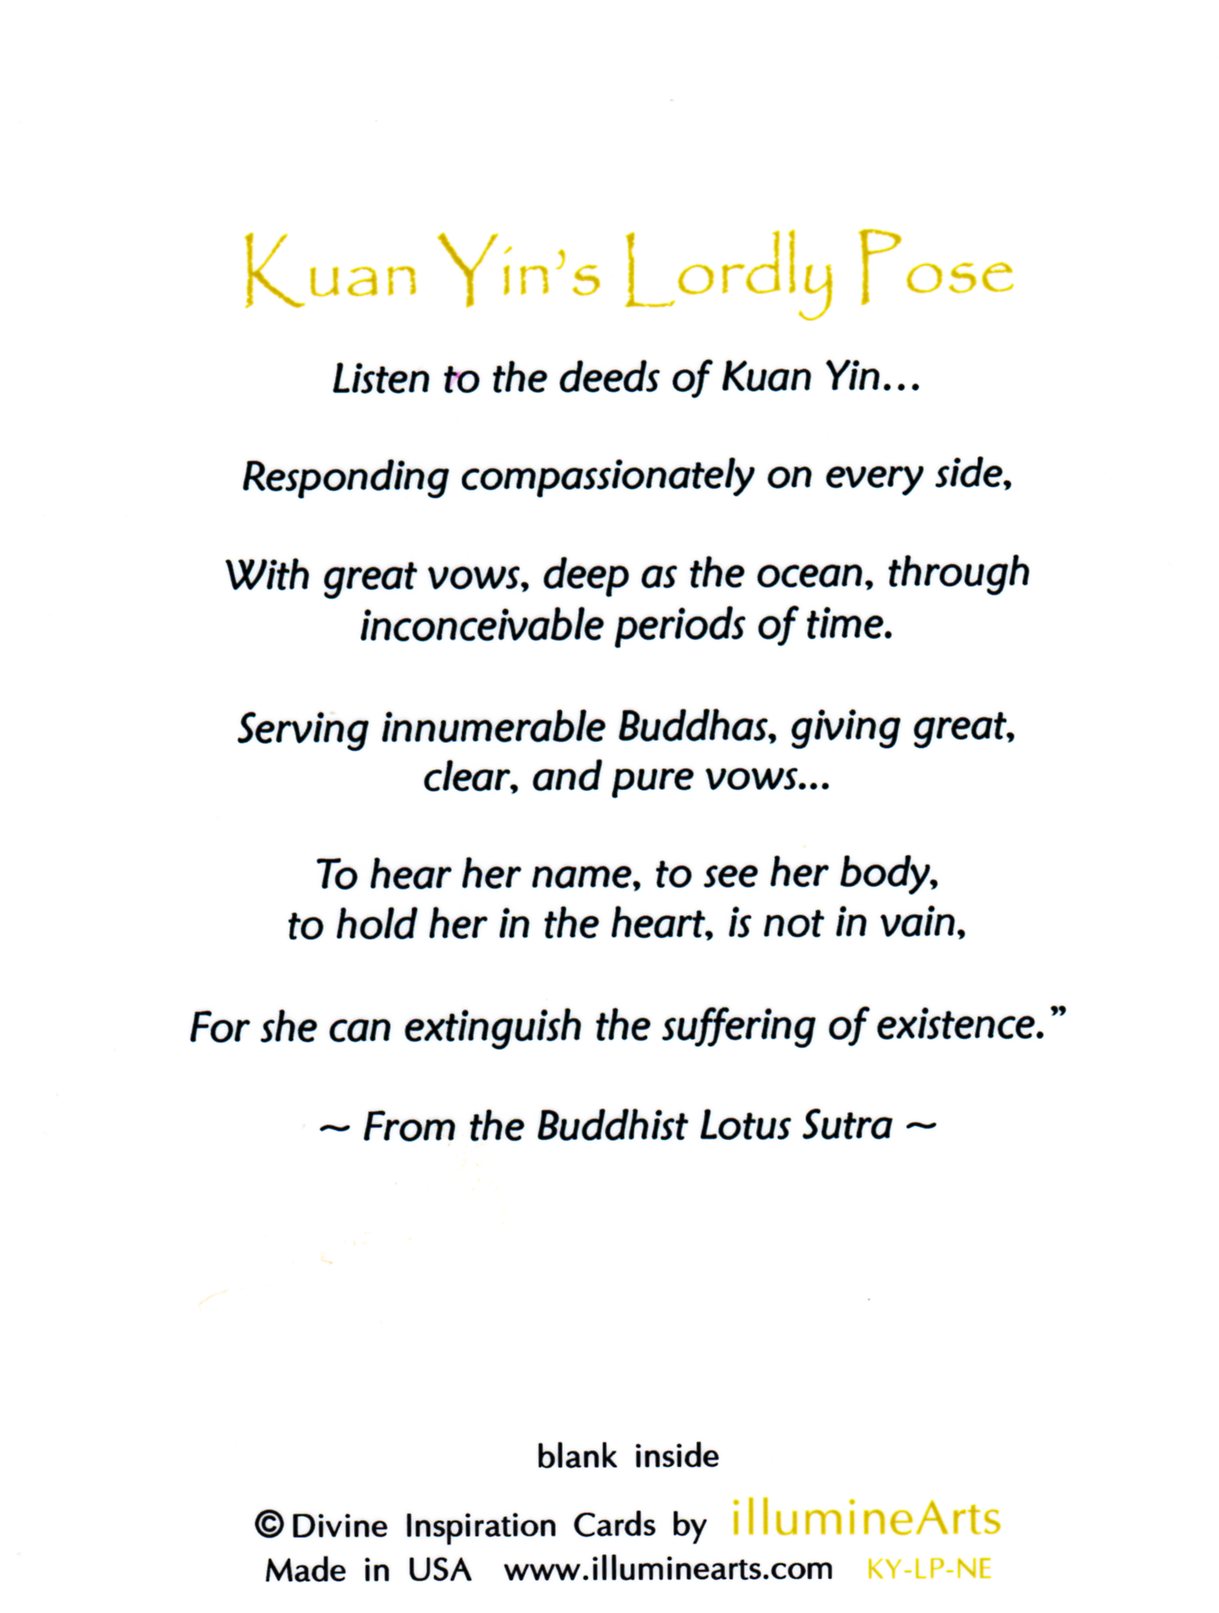 Kuan Yin's Lordly Pose
Listen to the deeds of Kuan Yin...
Responding compassionately on every side,
With great vows, deep as the ocean, through
inconceivable periods of time.
Serving innumerable Buddhas, giving great,
clear, and pure vows...
To hear her name, to see her body,
to hold her in the heart, is not in vain,
For she can extinguish the suffering of existence.”
~ From the Buddhist Lotus Sutra ~
blank inside
© Divine Inspiration Cards by illumineArts
Made in USA www.illuminearts.com KY-LP-NE